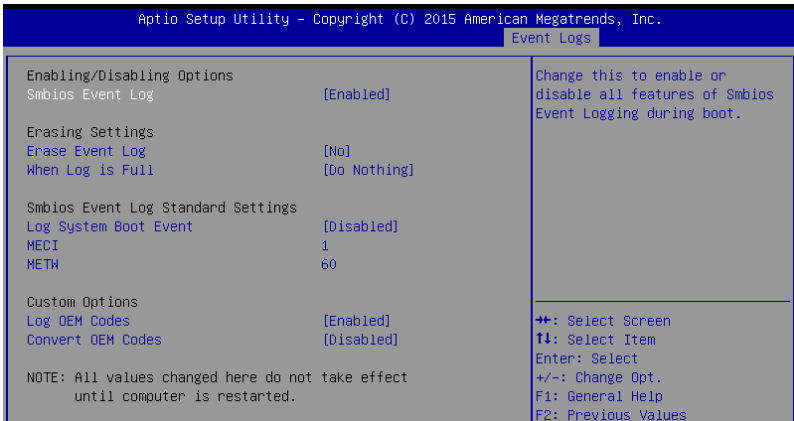 Aptio Setup Utility – Copyright (C) 2015 American Megatrends, Inc.
Event Logs
Enabling/Disabling Options
Smbios Event Log [Enabled]
Erasing Settings
Erase Event Log [No]
When Log is Full [Do Nothing]
Smbios Event Log Standard Settings
Log System Boot Event [Disabled]
MECI 1
METW 60
Custom Options
Log OEM Codes [Enabled]
Convert OEM Codes [Disabled]
NOTE: All values changed here do not take effect
until computer is restarted.
Change this to enable or
disable all features of Smbios
Event Logging during boot.
→←: Select Screen
↑↓: Select Item
Enter: Select
+/-: Change Opt.
F1: General Help
F2: Previous Values